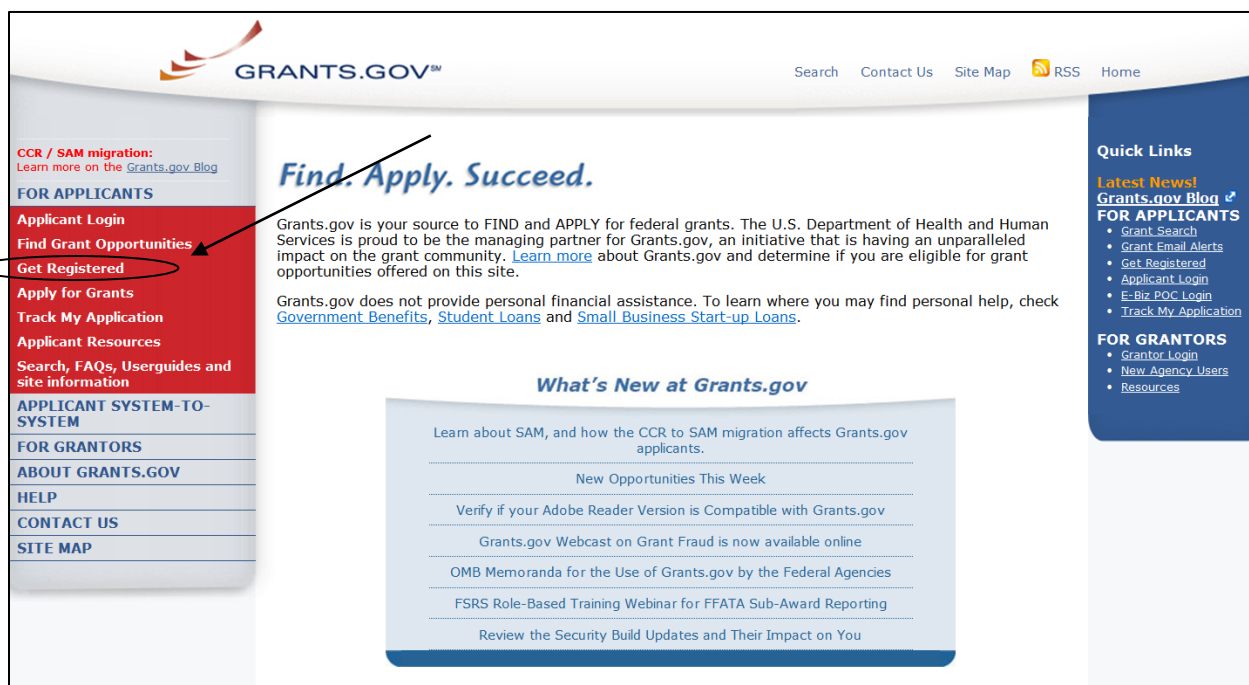 GRANTS.GOV℠
Search Contact Us Site Map RSS Home
CCR / SAM migration:
Learn more on the Grants.gov Blog
FOR APPLICANTS
Applicant Login
Find Grant Opportunities
Get Registered
Apply for Grants
Track My Application
Applicant Resources
Search, FAQs, Userguides and
site information
APPLICANT SYSTEM-TO-
SYSTEM
FOR GRANTORS
ABOUT GRANTS.GOV
HELP
CONTACT US
SITE MAP
Find. Apply. Succeed.
Grants.gov is your source to FIND and APPLY for federal grants. The U.S. Department of Health and Human
Services is proud to be the managing partner for Grants.gov, an initiative that is having an unparalleled
impact on the grant community. Learn more about Grants.gov and determine if you are eligible for grant
opportunities offered on this site.
Grants.gov does not provide personal financial assistance. To learn where you may find personal help, check
Government Benefits, Student Loans and Small Business Start-up Loans.
What's New at Grants.gov
Learn about SAM, and how the CCR to SAM migration affects Grants.gov
applicants.
New Opportunities This Week
Verify if your Adobe Reader Version is Compatible with Grants.gov
Grants.gov Webcast on Grant Fraud is now available online
OMB Memoranda for the Use of Grants.gov by the Federal Agencies
FSRS Role-Based Training Webinar for FFATA Sub-Award Reporting
Review the Security Build Updates and Their Impact on You
Quick Links
Latest News!
Grants.gov Blog
FOR APPLICANTS
• Grant Search
• Grant Email Alerts
• Get Registered
• Applicant Login
• E-Biz POC Login
• Track My Application
FOR GRANTORS
• Grantor Login
• New Agency Users
• Resources